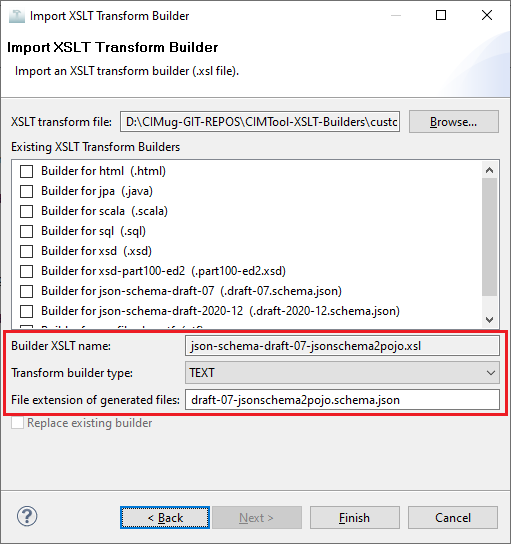 Import XSLT Transform Builder
Import XSLT Transform Builder
Import an XSLT transform builder (.xsl file).
XSLT transform file: D:\CIMug-GIT-REPOS\CIMTool-XSLT-Builders\custc Browse...
Existing XSLT Transform Builders
Builder for html (.html)
Builder for jpa (.java)
Builder for scala (.scala)
Builder for sql (.sql)
Builder for xsd (.xsd)
Builder for xsd-part100-ed2 (.part100-ed2.xsd)
Builder for json-schema-draft-07 (.draft-07.schema.json)
Builder for json-schema-draft-2020-12 (.draft-2020-12.schema.json)
Builder XSLT name: json-schema-draft-07-jsonschema2pojo.xsl
Transform builder type: TEXT
File extension of generated files: draft-07-jsonschema2pojo.schema.json
Replace existing builder
? < Back Next > Finish Cancel